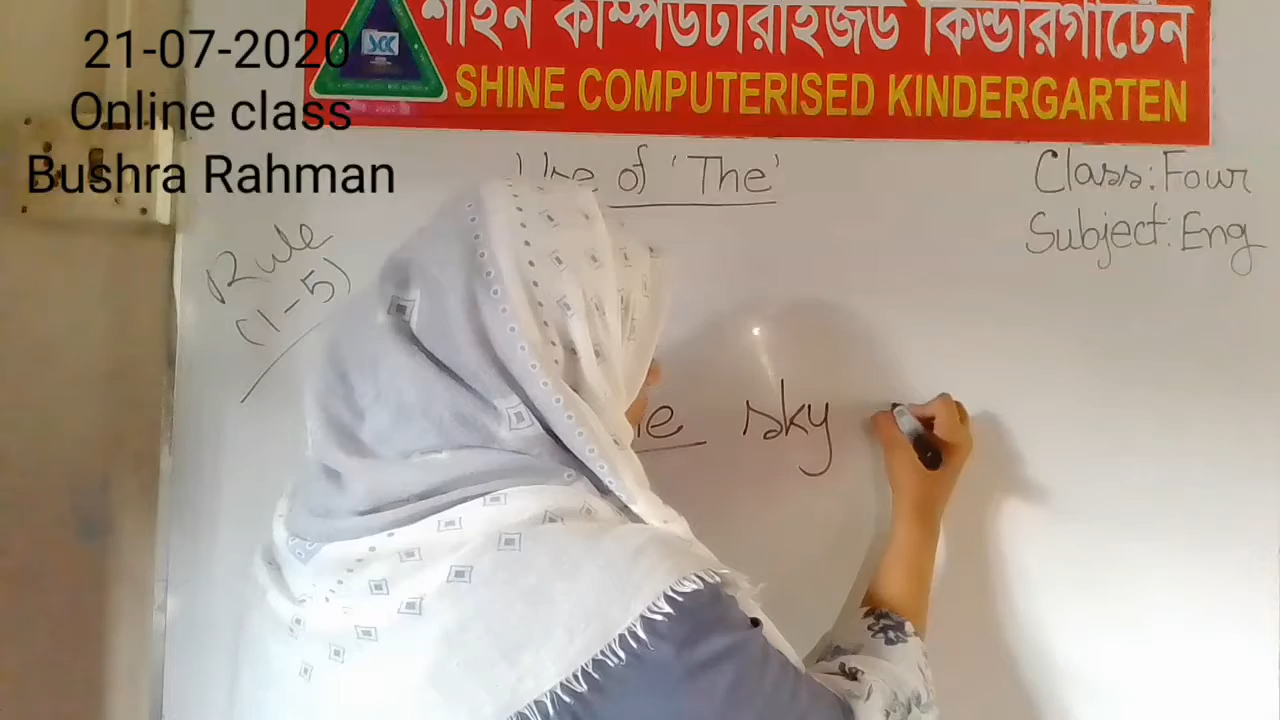 শাহিন কম্পিউটারাইজড কিন্ডারগার্টেন
SHINE COMPUTERISED KINDERGARTEN
21-07-2020
Online class
Bushra Rahman
Use of 'The'
Class: Four
Subject: Eng
Rule
(1-5)
sky